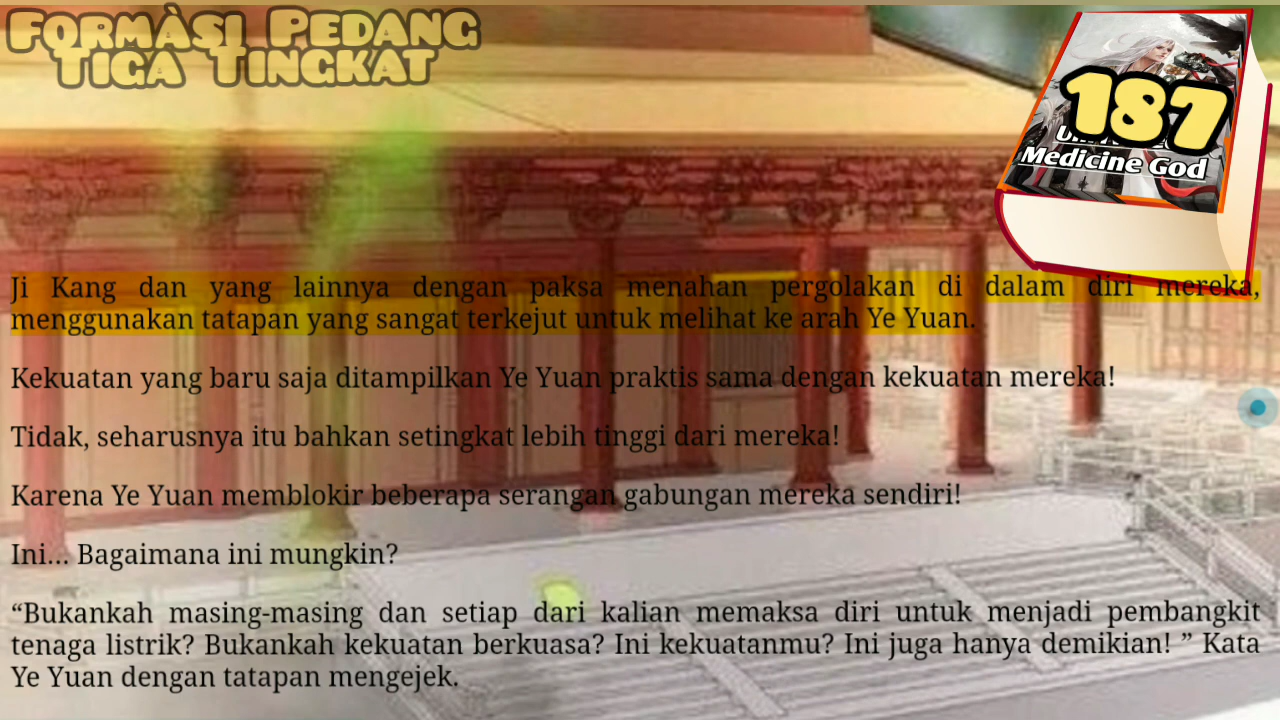 Formàsi Pedang
Tiga Tingkat
187
Medicine God
Ji Kang dan yang lainnya dengan paksa menahan pergolakan di dalam diri mereka,
menggunakan tatapan yang sangat terkejut untuk melihat ke arah Ye Yuan.
Kekuatan yang baru saja ditampilkan Ye Yuan praktis sama dengan kekuatan mereka!
Tidak, seharusnya itu bahkan setingkat lebih tinggi dari mereka!
Karena Ye Yuan memblokir beberapa serangan gabungan mereka sendiri!
Ini… Bagaimana ini mungkin?
“Bukankah masing-masing dan setiap dari kalian memaksa diri untuk menjadi pembangkit
tenaga listrik? Bukankah kekuatan berkuasa? Ini kekuatanmu? Ini juga hanya demikian! ” Kata
Ye Yuan dengan tatapan mengejek.